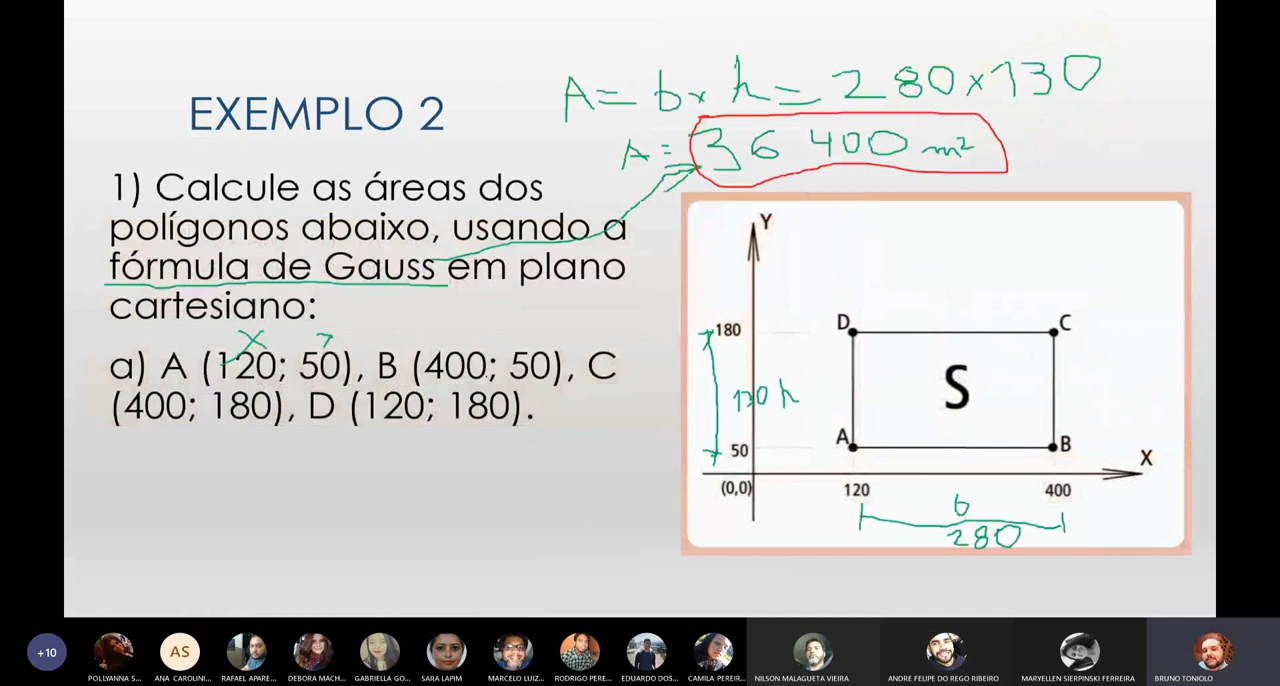 A = b x h = 280 x 130
A = 36 400 m²
EXEMPLO 2
1) Calcule as áreas dos
polígonos abaixo, usando a
fórmula de Gauss em plano
cartesiano:
x
a) A (120; 50), B (400; 50), C
(400; 180), D (120; 180).
Y
180
D
C
130 h
S
50
A
B
X
(0,0)
120
400
b
280
+10
AS
POLLYANNA S...
ANA CAROLINI...
RAFAEL APARE...
DEBORA MACH...
GABRIELLA GO...
SARA LAPIM
MARCELO LUIZ...
RODRIGO PERE...
EDUARDO DOS...
CAMILA PEREIR...
NILSON MALAGUETA VIEIRA
ANDRE FELIPE DO REGO RIBEIRO
MARYELLEN SIERPINSKI FERREIRA
BRUNO TONIOLO